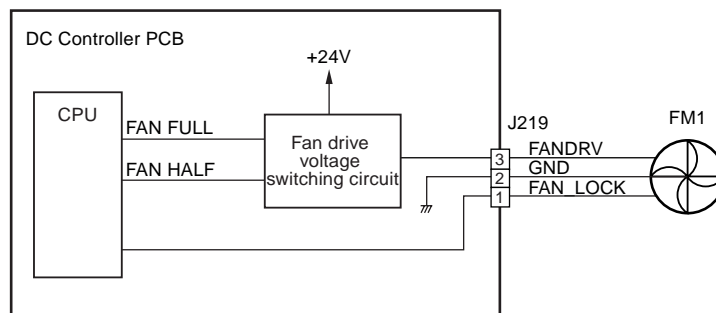 DC Controller PCB
+24V
CPU
J219
FM1
FAN FULL
Fan drive
voltage
switching circuit
FAN HALF
3
FANDRV
2
GND
1
FAN_LOCK